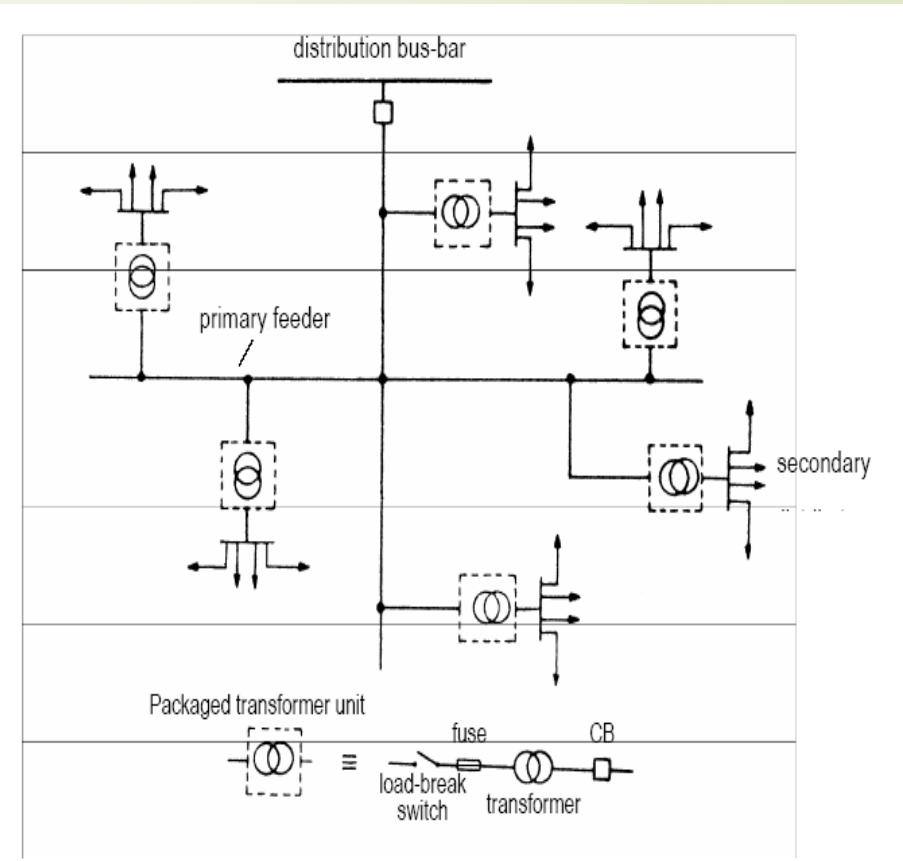 distribution bus-bar
primary feeder
secondary
Packaged transformer unit
fuse
CB
load-break
switch
transformer